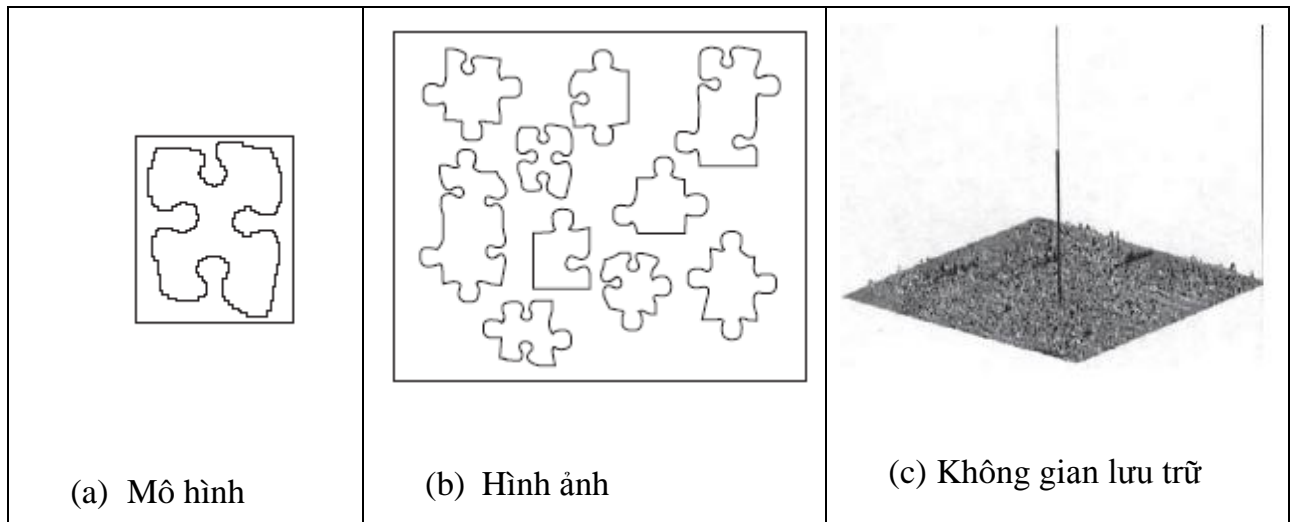 (a) Mô hình
(b) Hình ảnh
(c) Không gian lưu trữ